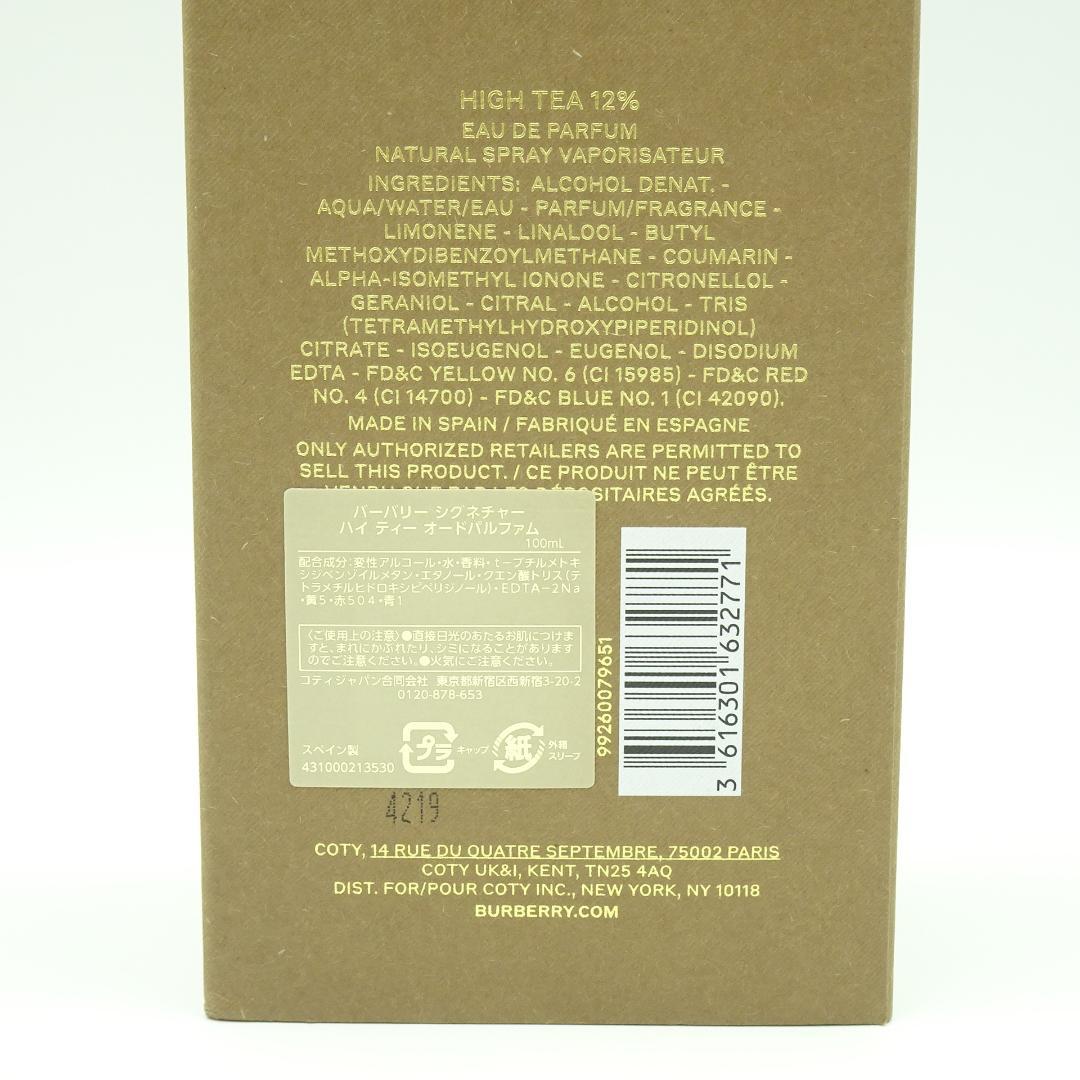 HIGH TEA 12%
EAU DE PARFUM
NATURAL SPRAY VAPORISATEUR
INGREDIENTS: ALCOHOL DENAT. -
AQUA/WATER/EAU - PARFUM/FRAGRANCE -
LIMONENE - LINALOOL - BUTYL
METHOXYDIBENZOYLMETHANE - COUMARIN -
ALPHA-ISOMETHYL IONONE - CITRONELLOL -
GERANIOL - CITRAL - ALCOHOL - TRIS
(TETRAMETHYLHYDROXYPIPERIDINOL)
CITRATE - ISOEUGENOL - EUGENOL - DISODIUM
EDTA - FD&C YELLOW NO. 6 (CI 15985) - FD&C RED
NO. 4 (CI 14700) - FD&C BLUE NO. 1 (CI 42090).
MADE IN SPAIN / FABRIQUÉ EN ESPAGNE
ONLY AUTHORIZED RETAILERS ARE PERMITTED TO
SELL THIS PRODUCT. / CE PRODUIT NE PEUT ÊTRE
AGRÉÉS.
バーバリー シグネチャー
ハイ ティー オードパルファム
100mL
配合成分:変性アルコール・水・香料・t-ブチルメトキ
シジベンゾイルメタン・エタノール・クエン酸トリス(テ
トラメチルヒドロキシピペリジノール)・EDTA-2Na
・黄5・赤504・青1
〈ご使用上の注意〉●直接日光のあたるお肌につけま
すと、まれにかぶれたり、シミになることがあります
のでご注意ください。●火気にご注意ください。
コティジャパン合同会社 東京都新宿区西新宿3-20-2
0120-878-653
プラ キャップ 紙 外箱
スリーブ
スペイン製
431000213530
99260079651
3 616301 632771
4219
COTY, 14 RUE DU QUATRE SEPTEMBRE, 75002 PARIS
COTY UK&I, KENT, TN25 4AQ
DIST. FOR/POUR COTY INC., NEW YORK, NY 10118
BURBERRY.COM